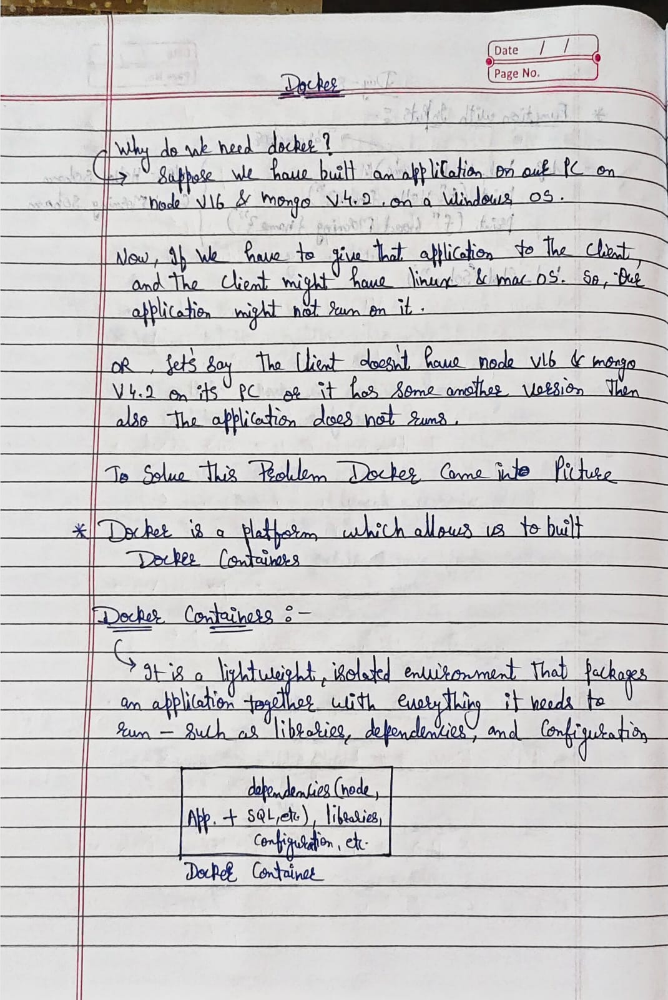 Date / /
Page No.
Docker
Why do we need docker?
→ Suppose we have built an application on our PC on
node V16 & mongo V.4.2, on a Windows OS.
Now, If we have to give that application to the client,
and the client might have linux & mac OS. So, Our
application might not run on it.
OR, let's say the client doesn't have node V16 & mongo
V4.2 on its PC or it has some another version then
also the application does not runs.
To Solve this Problem Docker Came into Picture
* Docker is a platform which allows us to built
Docker Containers
Docker Containers :-
→ It is a lightweight, isolated environment that packages
an application together with everything it needs to
run - such as libraries, dependencies, and Configuration
dependencies (node,
App. + SQL, etc.), libraries,
Configuration, etc.
Docker Container